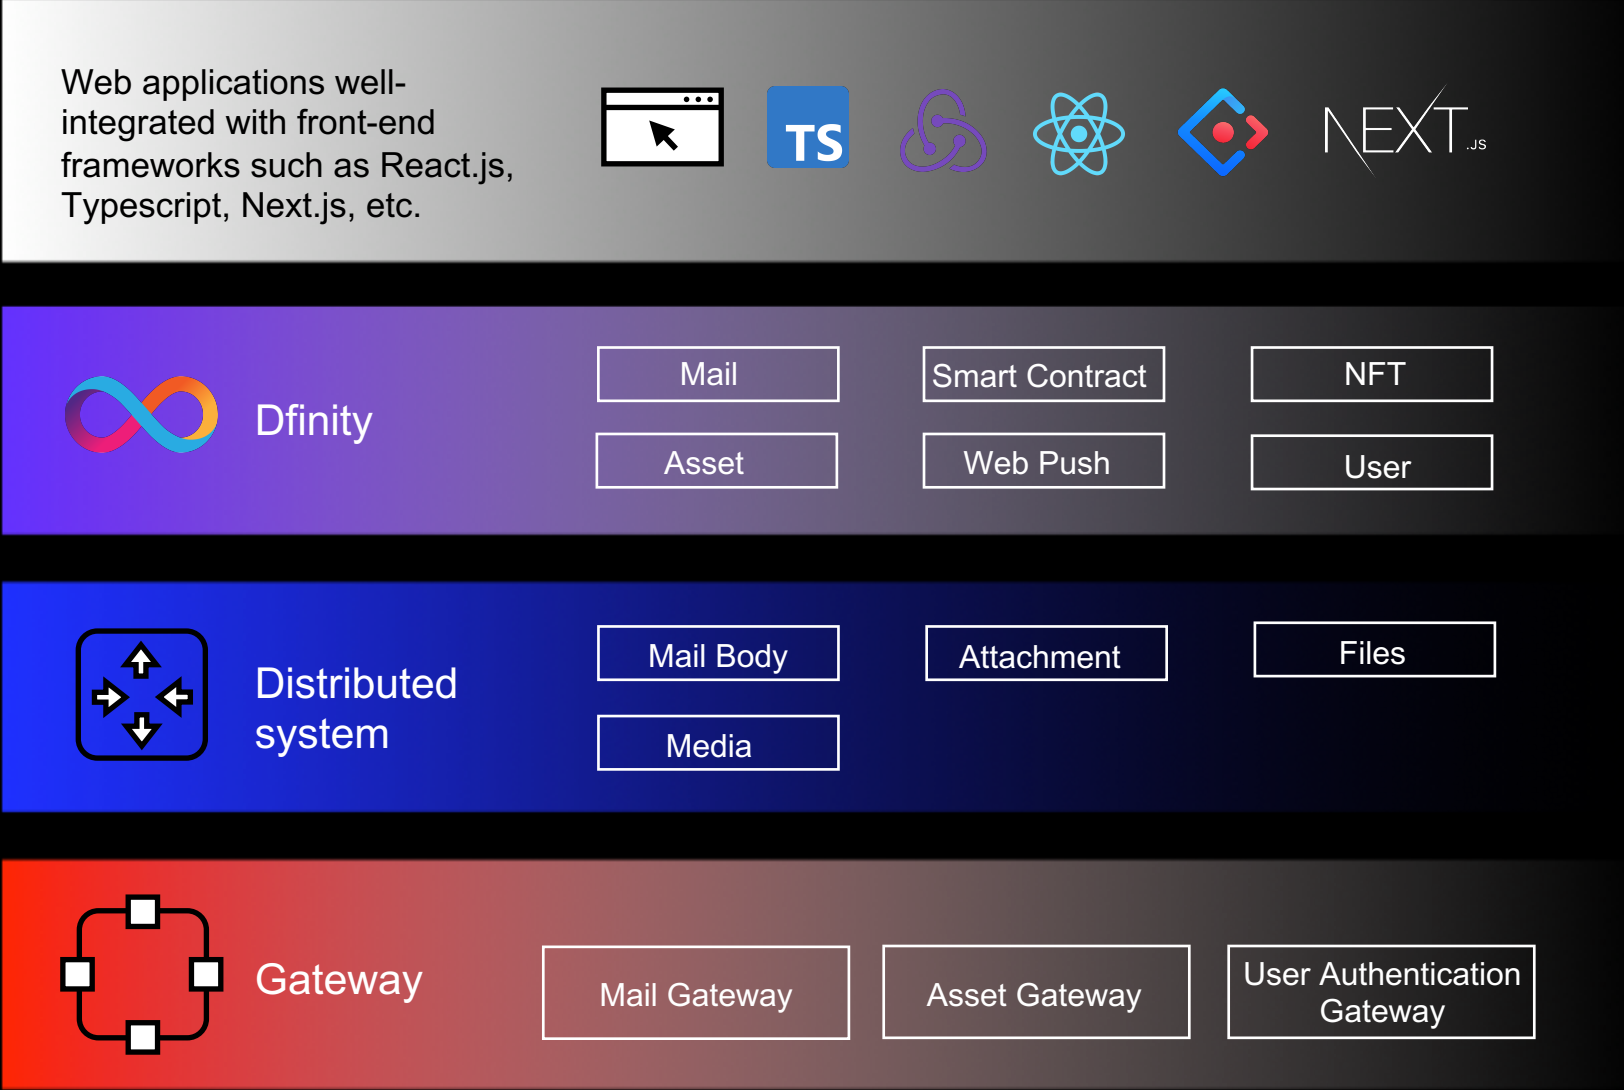 Web applications well-
integrated with front-end
frameworks such as React.js,
Typescript, Next.js, etc.
TS
NEXT.JS
Dfinity
Mail
Smart Contract
NFT
Asset
Web Push
User
Distributed
system
Mail Body
Attachment
Files
Media
Gateway
Mail Gateway
Asset Gateway
User Authentication
Gateway